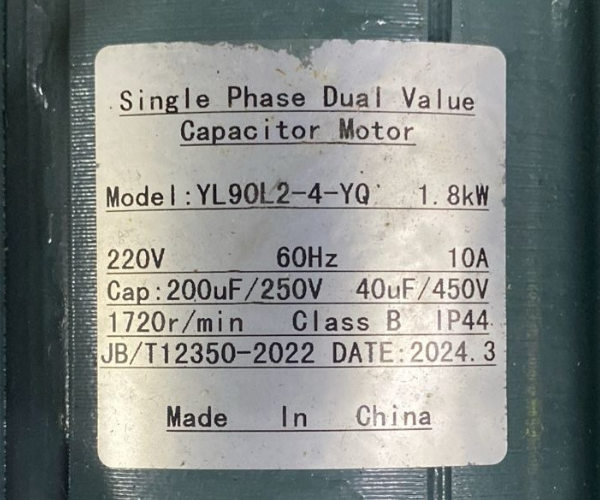 Single Phase Dual Value
Capacitor Motor
Model:YL90L2-4-YQ 1.8kW
220V 60Hz 10A
Cap:200uF/250V 40uF/450V
1720r/min Class B IP44
JB/T12350-2022 DATE:2024.3
Made In China